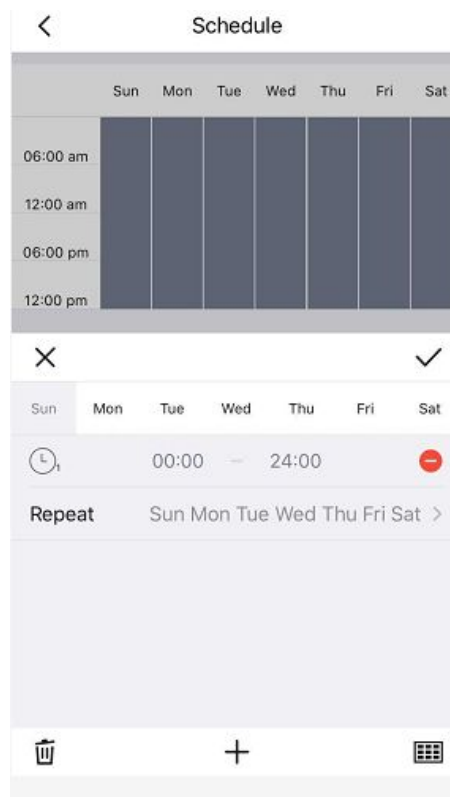 Schedule
Sun Mon Tue Wed Thu Fri Sat
06:00 am
12:00 am
06:00 pm
12:00 pm
Sun Mon Tue Wed Thu Fri Sat
1 00:00 – 24:00
Repeat Sun Mon Tue Wed Thu Fri Sat >